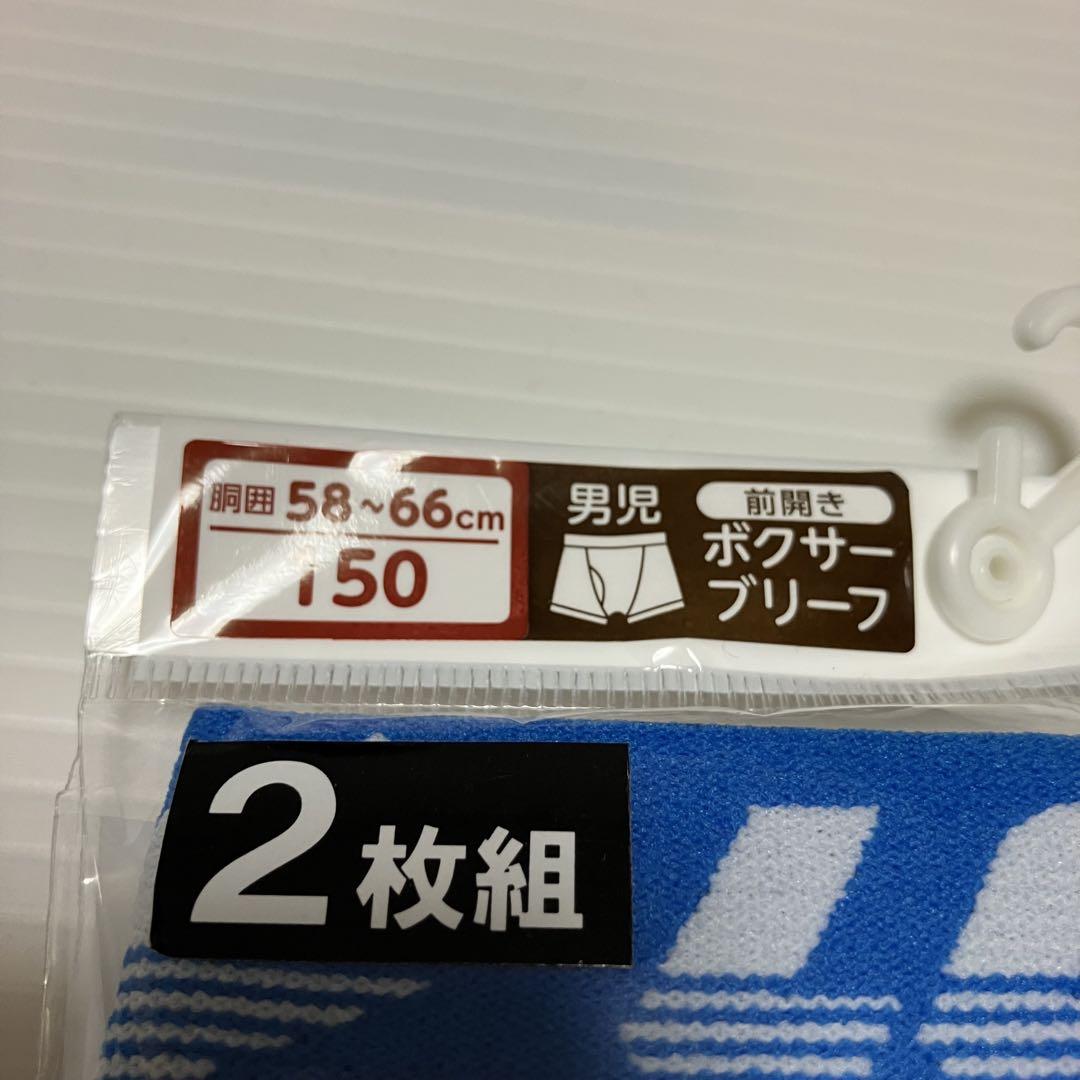 胴囲 58~66cm
150
男児
前開き
ボクサー
ブリーフ
2枚組